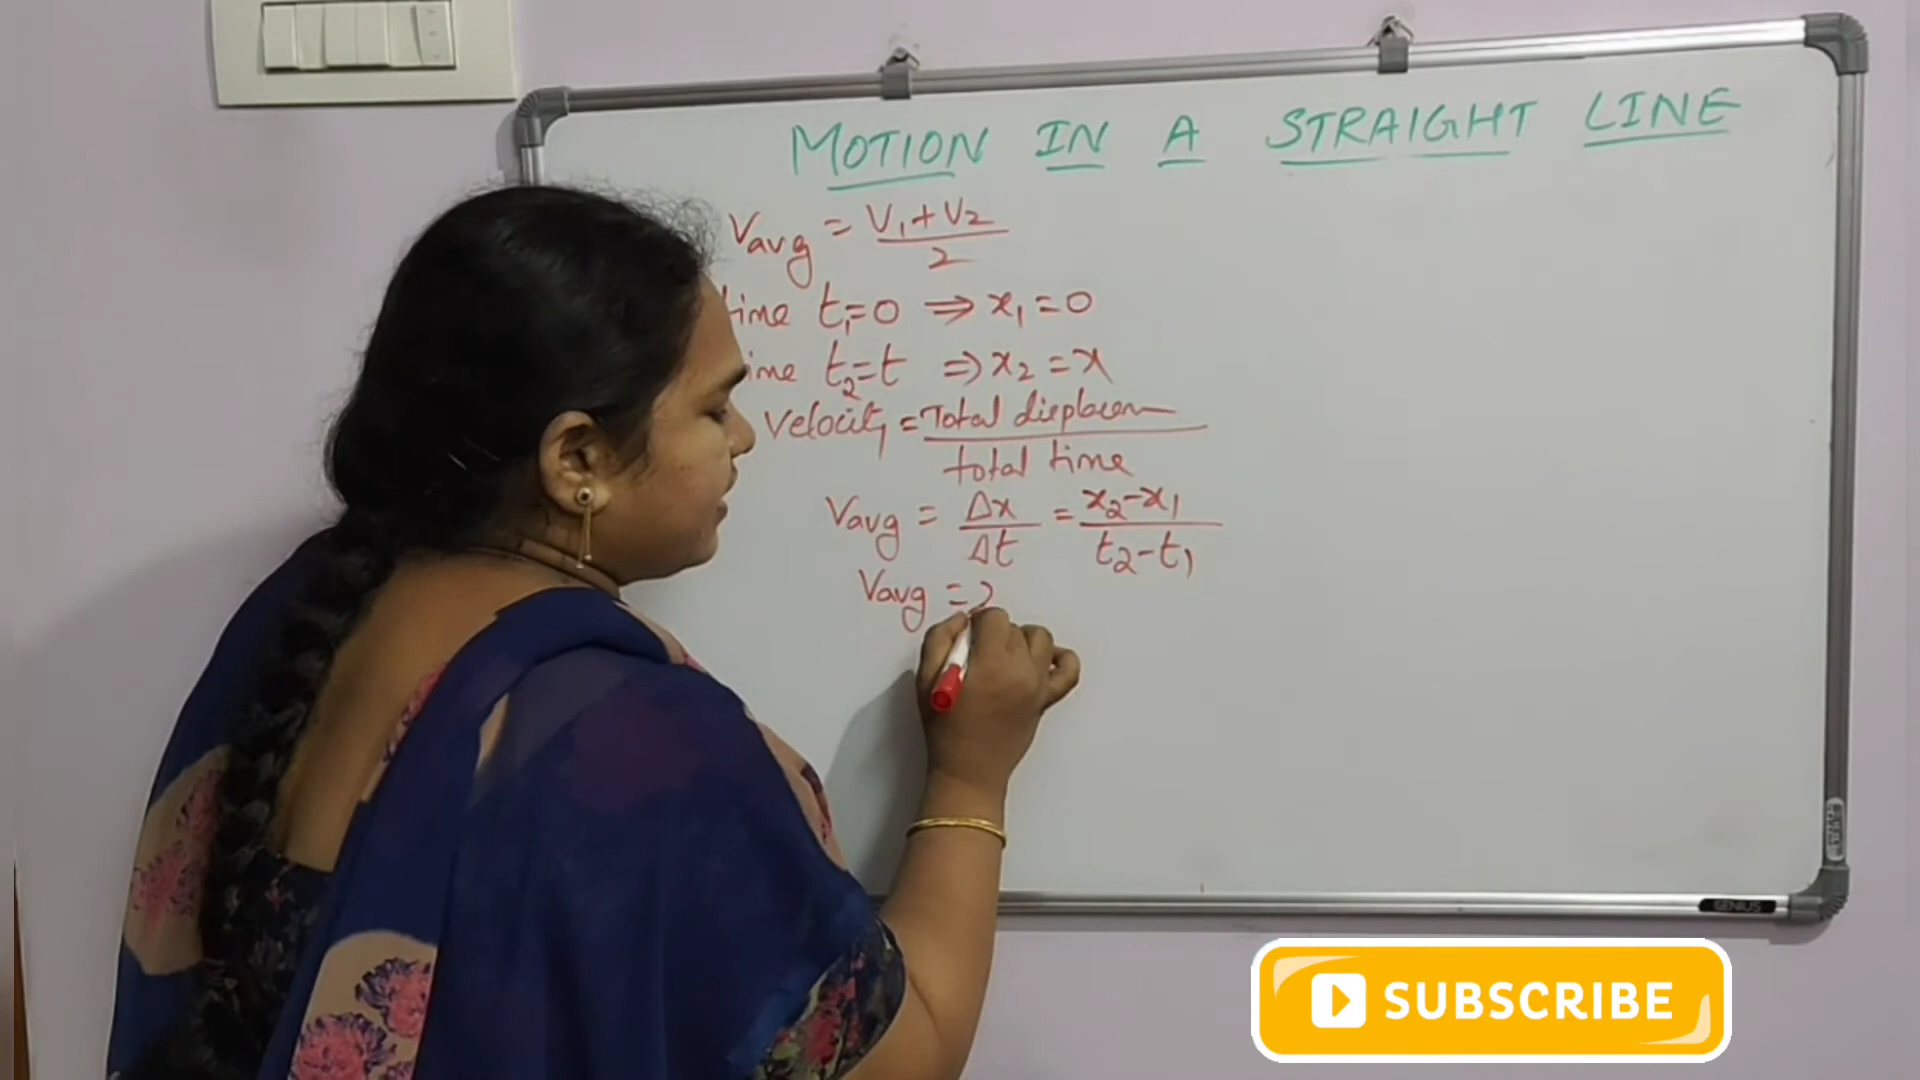 MOTION IN A STRAIGHT LINE
Vavg = V1+V2 / 2
time t1=0 ⇒ x1=0
t2=t ⇒ x2=x
Velocity = Total displacem / total time
Vavg = Δx / Δt = x2-x1 / t2-t1
Vavg =
GENIUS
SUBSCRIBE